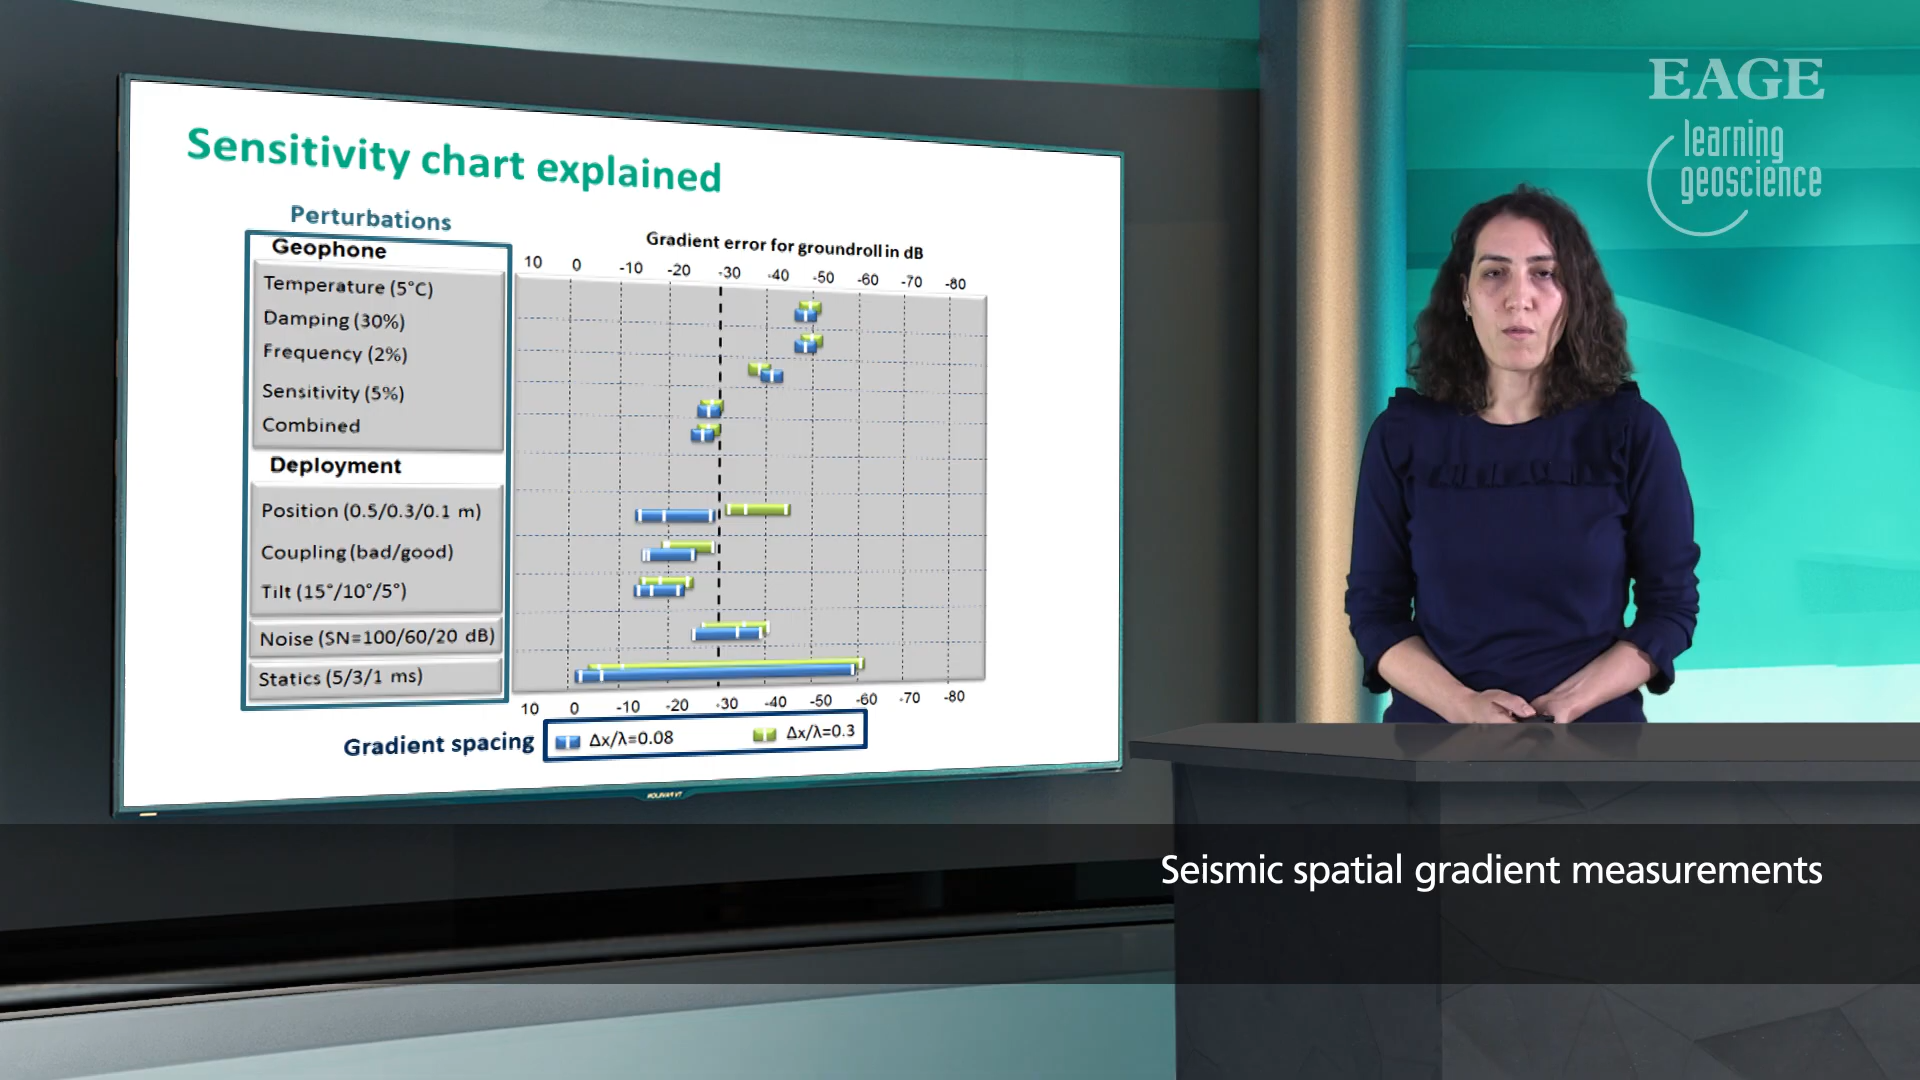 EAGE
learning
geoscience
Sensitivity chart explained
Perturbations
Geophone
Temperature (5°C)
Damping (30%)
Frequency (2%)
Sensitivity (5%)
Combined
Deployment
Position (0.5/0.3/0.1 m)
Coupling (bad/good)
Tilt (15°/10°/5°)
Noise (SN=100/60/20 dB)
Statics (5/3/1 ms)
Gradient error for groundroll in dB
10 0 -10 -20 -30 -40 -50 -60 -70 -80
10 0 -10 -20 -30 -40 -50 -60 -70 -80
Gradient spacing
Δx/λ=0.08 Δx/λ=0.3
Seismic spatial gradient measurements